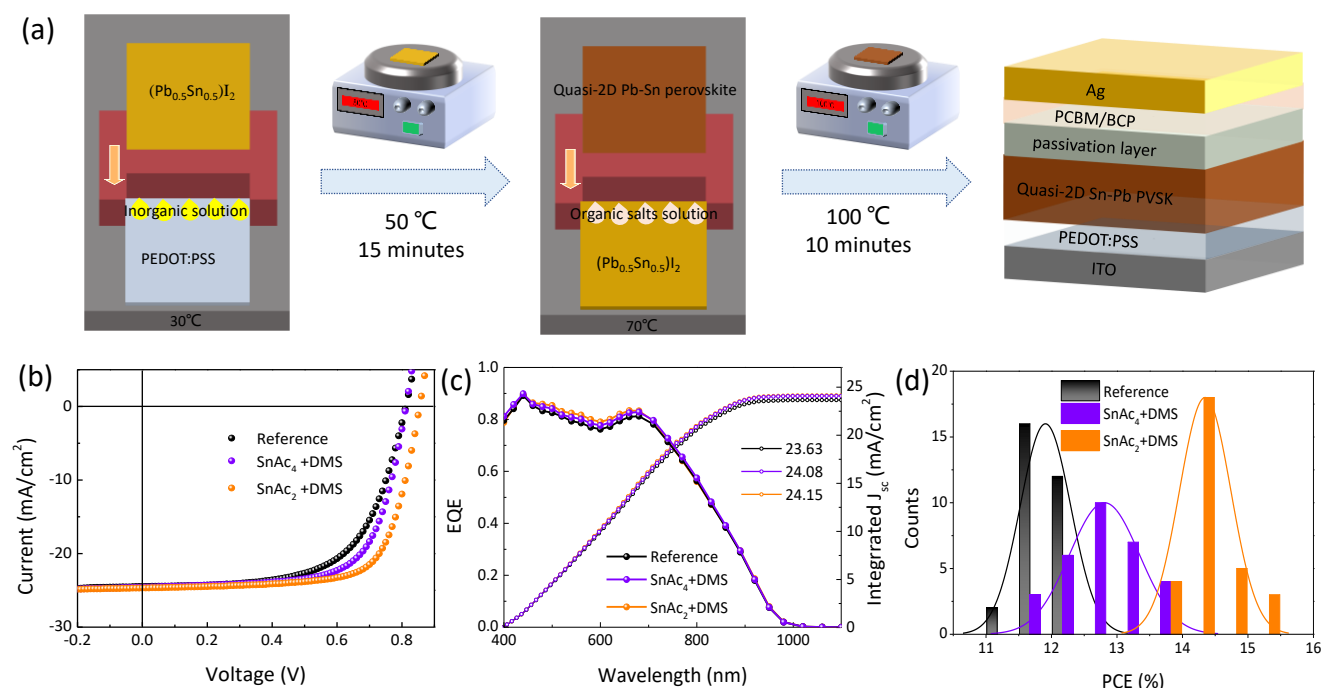 (a)
(Pb0.5Sn0.5)I2
Inorganic solution
PEDOT:PSS
30℃
50 ℃
15 minutes
Quasi-2D Pb-Sn perovskite
Organic salts solution
(Pb0.5Sn0.5)I2
70℃
100 ℃
10 minutes
Ag
PCBM/BCP
passivation layer
Quasi-2D Sn-Pb PVSK
PEDOT:PSS
ITO
(b)
0
-10
-20
-30
Current (mA/cm2)
Reference
SnAc4 +DMS
SnAc2 +DMS
-0.2 0.0 0.2 0.4 0.6 0.8
Voltage (V)
(c)
1.0
0.8
0.6
0.4
0.2
0.0
EQE
23.63
24.08
24.15
Reference
SnAc4+DMS
SnAc2+DMS
25
20
15
10
5
0
Integrated Jsc (mA/cm2)
400 600 800 1000
Wavelength (nm)
(d)
20
15
10
5
0
Counts
Reference
SnAc4+DMS
SnAc2+DMS
11 12 13 14 15 16
PCE (%)